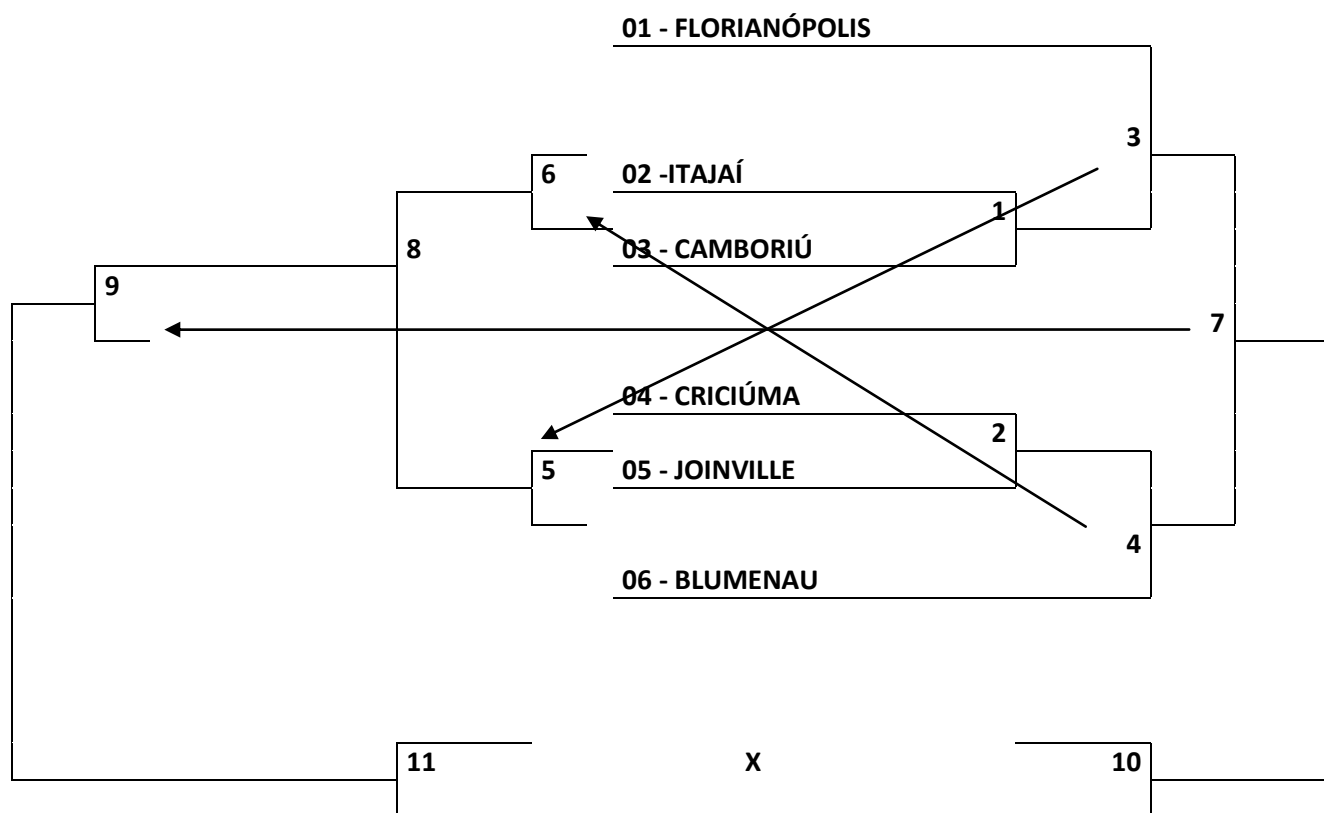 01 - FLORIANÓPOLIS
3
6
02 -ITAJAÍ
1
8
03 - CAMBORIÚ
9
7
04 - CRICIÚMA
2
5
05 - JOINVILLE
4
06 - BLUMENAU
11 X 10